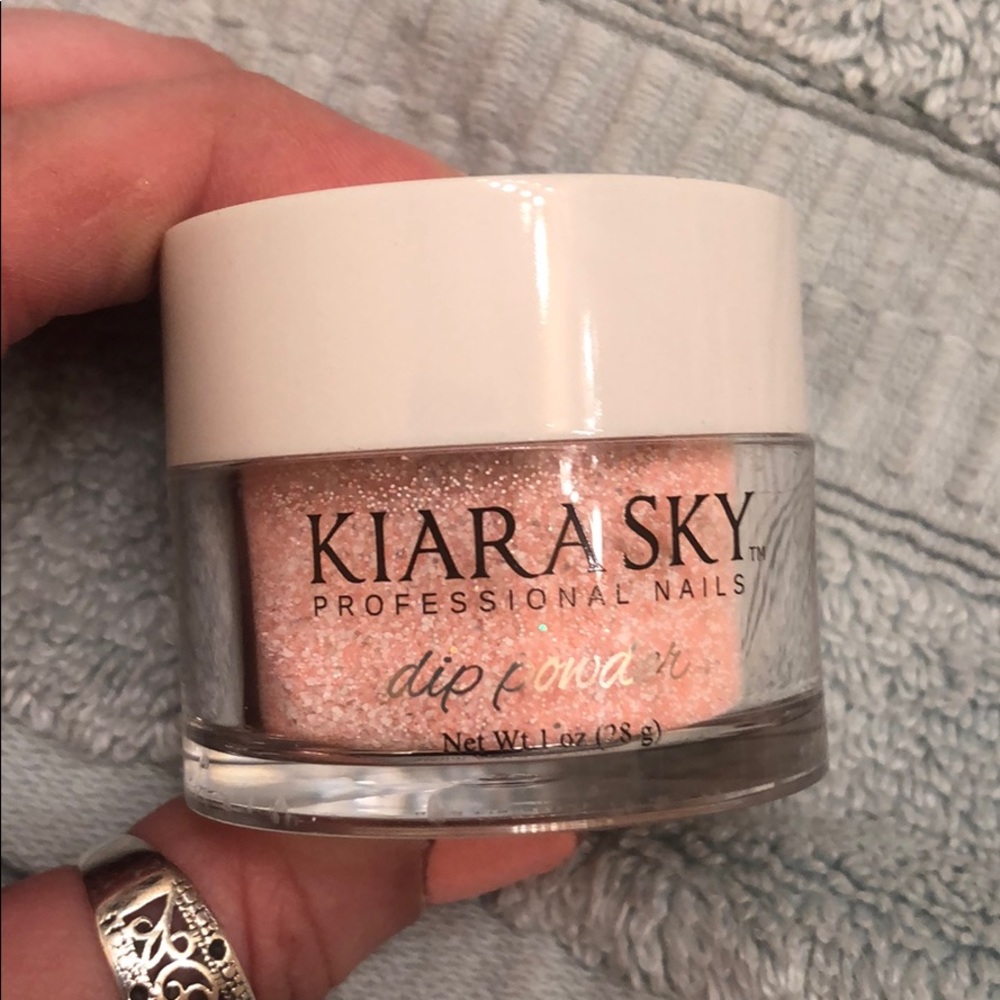 KIARA SKY™
PROFESSIONAL NAILS
dip powder
Net Wt.1 oz (28 g)